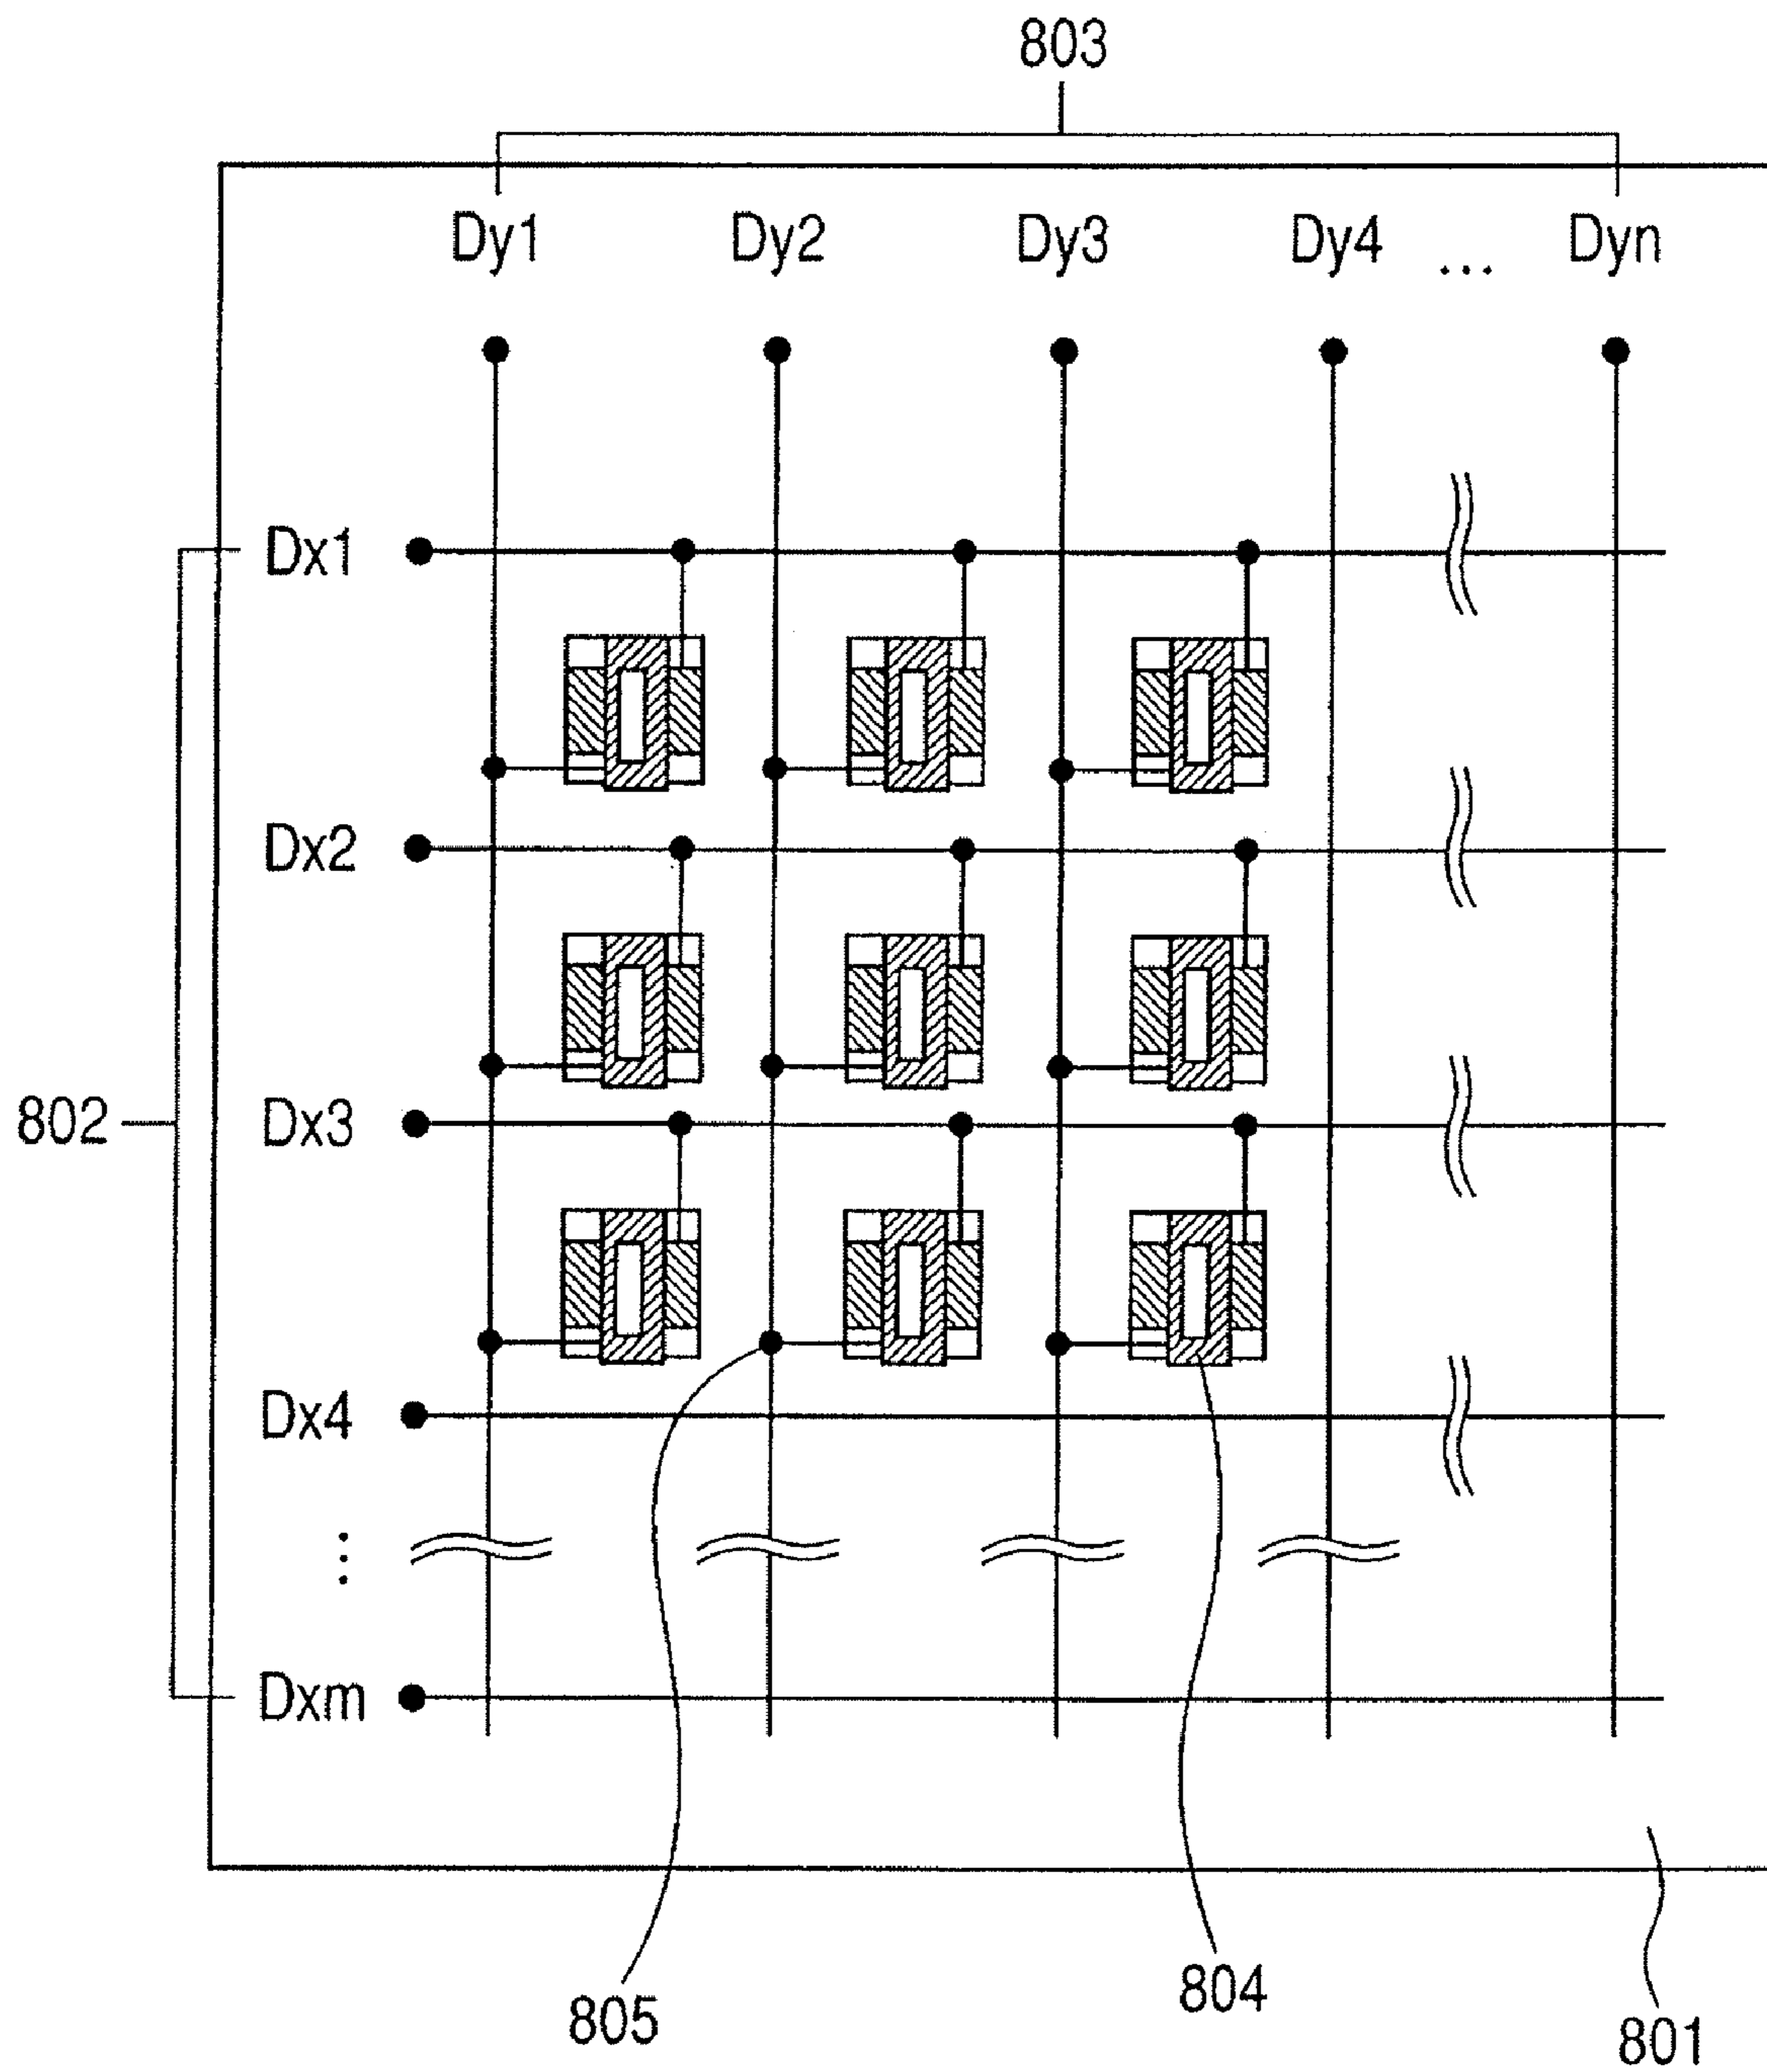 803
Dy1 Dy2 Dy3 Dy4 ... Dyn
Dx1
Dx2
802
Dx3
Dx4
⋮
Dxm
805
804
801